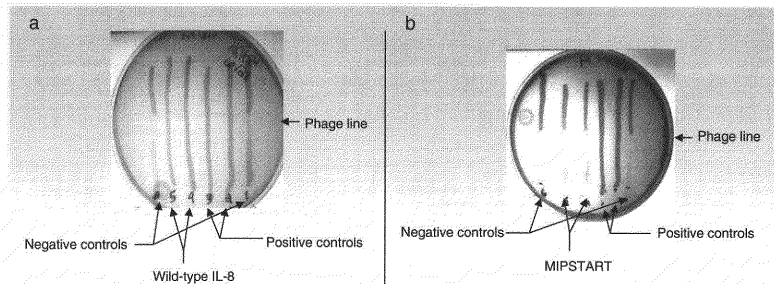 a
b
Phage line
Phage line
Negative controls
Positive controls
Wild-type IL-8
Negative controls
Positive controls
MIPSTART